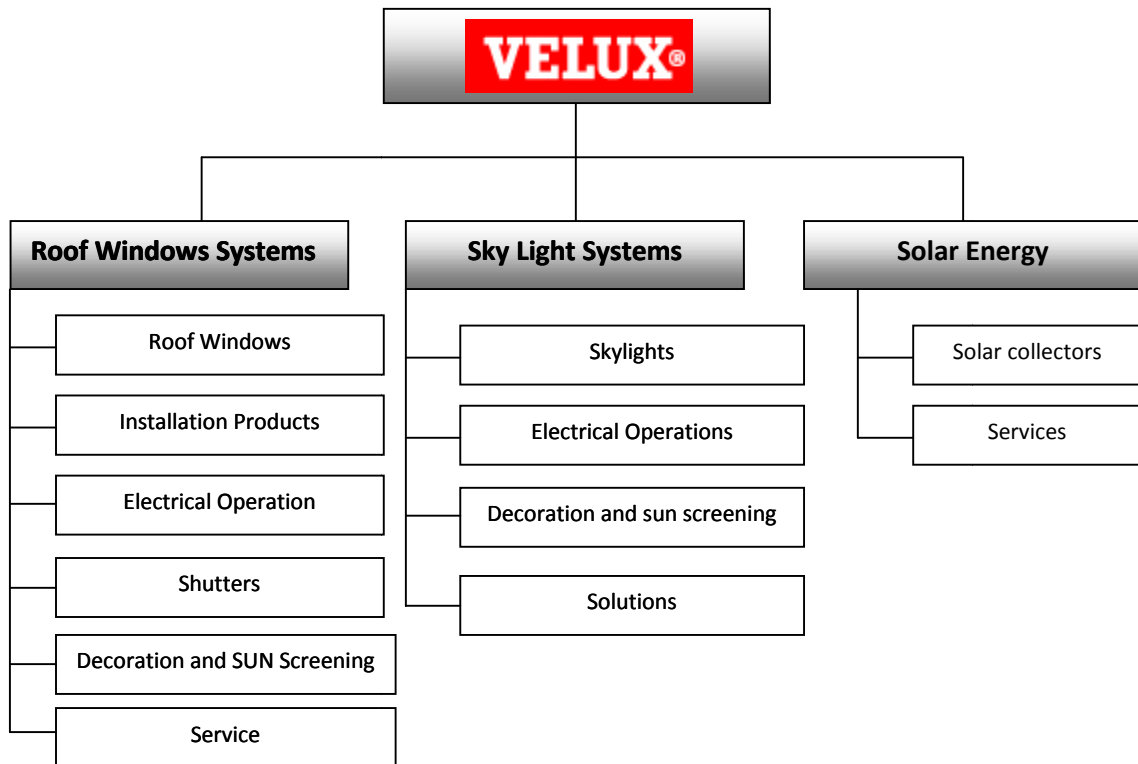 VELUX®
Roof Windows Systems
Roof Windows
Installation Products
Electrical Operation
Shutters
Decoration and SUN Screening
Service
Sky Light Systems
Skylights
Electrical Operations
Decoration and sun screening
Solutions
Solar Energy
Solar collectors
Services